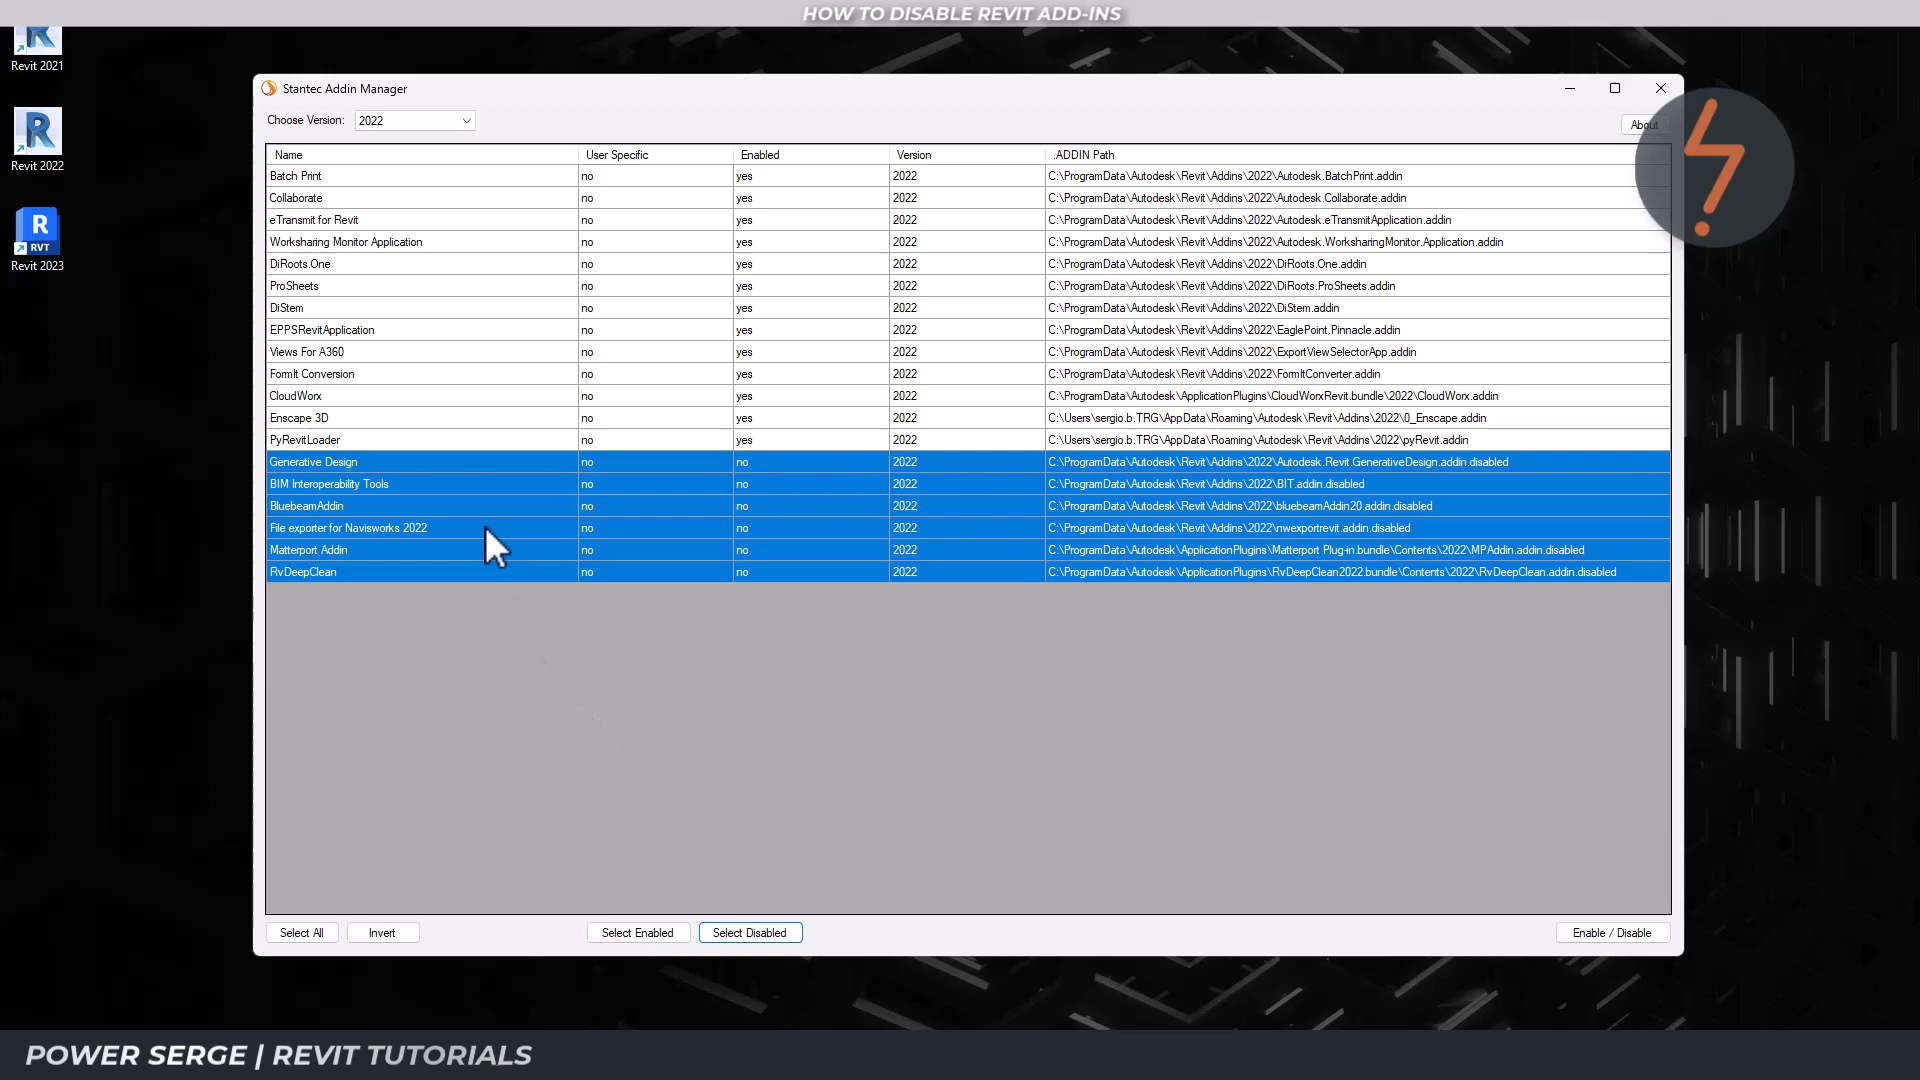 HOW TO DISABLE REVIT ADD-INS
Revit 2021
Revit 2022
R
RVT
Revit 2023
Stantec Addin Manager
Choose Version: 2022
About
Name User Specific Enabled Version .ADDIN Path
Batch Print no yes 2022 C:\ProgramData\Autodesk\Revit\Addins\2022\Autodesk.BatchPrint.addin
Collaborate no yes 2022 C:\ProgramData\Autodesk\Revit\Addins\2022\Autodesk.Collaborate.addin
eTransmit for Revit no yes 2022 C:\ProgramData\Autodesk\Revit\Addins\2022\Autodesk.eTransmitApplication.addin
Worksharing Monitor Application no yes 2022 C:\ProgramData\Autodesk\Revit\Addins\2022\Autodesk.WorksharingMonitor.Application.addin
DiRoots.One no yes 2022 C:\ProgramData\Autodesk\Revit\Addins\2022\DiRoots.One.addin
ProSheets no yes 2022 C:\ProgramData\Autodesk\Revit\Addins\2022\DiRoots.ProSheets.addin
DiStem no yes 2022 C:\ProgramData\Autodesk\Revit\Addins\2022\DiStem.addin
EPPSRevitApplication no yes 2022 C:\ProgramData\Autodesk\Revit\Addins\2022\EaglePoint.Pinnacle.addin
Views For A360 no yes 2022 C:\ProgramData\Autodesk\Revit\Addins\2022\ExportViewSelectorApp.addin
FormIt Conversion no yes 2022 C:\ProgramData\Autodesk\Revit\Addins\2022\FormItConverter.addin
CloudWorx no yes 2022 C:\ProgramData\Autodesk\ApplicationPlugins\CloudWorxRevit.bundle\2022\CloudWorx.addin
Enscape 3D no yes 2022 C:\Users\sergio.b.TRG\AppData\Roaming\Autodesk\Revit\Addins\2022\0_Enscape.addin
PyRevitLoader no yes 2022 C:\Users\sergio.b.TRG\AppData\Roaming\Autodesk\Revit\Addins\2022\pyRevit.addin
Generative Design no no 2022 C:\ProgramData\Autodesk\Revit\Addins\2022\Autodesk.Revit.GenerativeDesign.addin.disabled
BIM Interoperability Tools no no 2022 C:\ProgramData\Autodesk\Revit\Addins\2022\BIT.addin.disabled
BluebeamAddin no no 2022 C:\ProgramData\Autodesk\Revit\Addins\2022\bluebeamAddin20.addin.disabled
File exporter for Navisworks 2022 no no 2022 C:\ProgramData\Autodesk\Revit\Addins\2022\nwexportrevit.addin.disabled
Matterport Addin no no 2022 C:\ProgramData\Autodesk\ApplicationPlugins\Matterport Plug-in.bundle\Contents\2022\MPAddin.addin.disabled
RvDeepClean no no 2022 C:\ProgramData\Autodesk\ApplicationPlugins\RvDeepClean2022.bundle\Contents\2022\RvDeepClean.addin.disabled
Select All Invert Select Enabled Select Disabled Enable / Disable
POWER SERGE | REVIT TUTORIALS